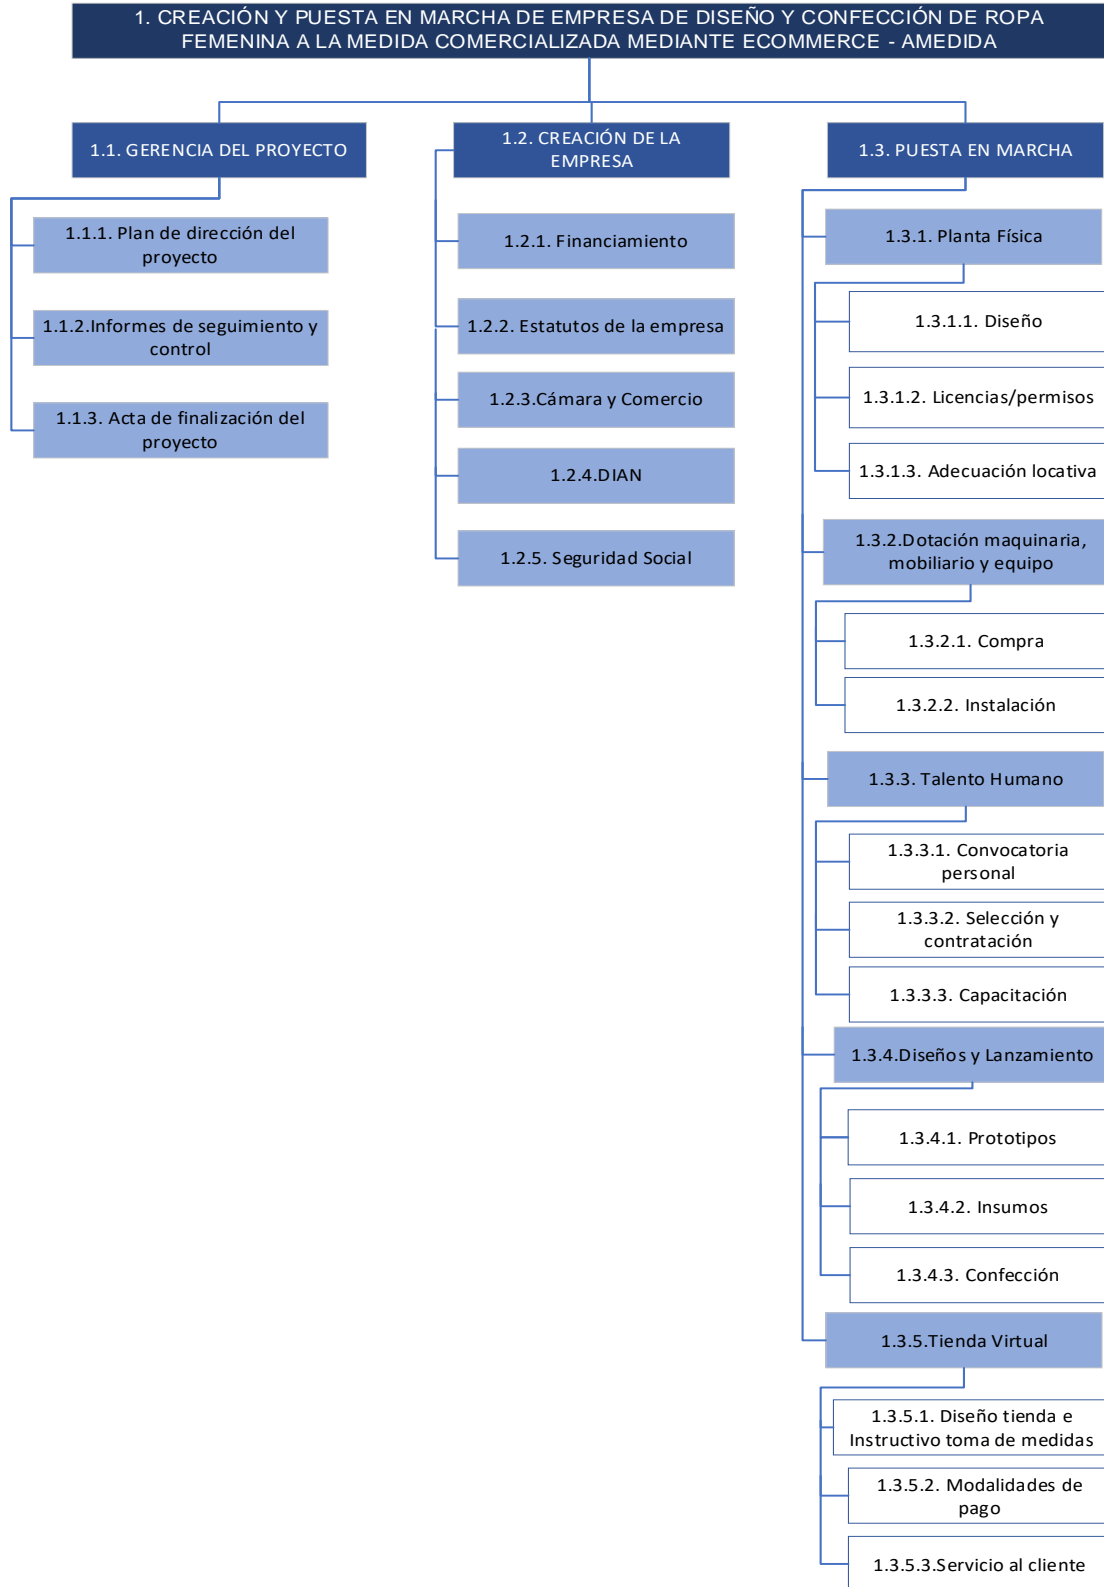 1. CREACIÓN Y PUESTA EN MARCHA DE EMPRESA DE DISEÑO Y CONFECCIÓN DE ROPA
FEMENINA A LA MEDIDA COMERCIALIZADA MEDIANTE ECOMMERCE - AMEDIDA
1.1. GERENCIA DEL PROYECTO
1.1.1. Plan de dirección del
proyecto
1.1.2.Informes de seguimiento y
control
1.1.3. Acta de finalización del
proyecto
1.2. CREACIÓN DE LA
EMPRESA
1.2.1. Financiamiento
1.2.2. Estatutos de la empresa
1.2.3.Cámara y Comercio
1.2.4.DIAN
1.2.5. Seguridad Social
1.3. PUESTA EN MARCHA
1.3.1. Planta Física
1.3.1.1. Diseño
1.3.1.2. Licencias/permisos
1.3.1.3. Adecuación locativa
1.3.2.Dotación maquinaria,
mobiliario y equipo
1.3.2.1. Compra
1.3.2.2. Instalación
1.3.3. Talento Humano
1.3.3.1. Convocatoria
personal
1.3.3.2. Selección y
contratación
1.3.3.3. Capacitación
1.3.4.Diseños y Lanzamiento
1.3.4.1. Prototipos
1.3.4.2. Insumos
1.3.4.3. Confección
1.3.5.Tienda Virtual
1.3.5.1. Diseño tienda e
Instructivo toma de medidas
1.3.5.2. Modalidades de
pago
1.3.5.3.Servicio al cliente